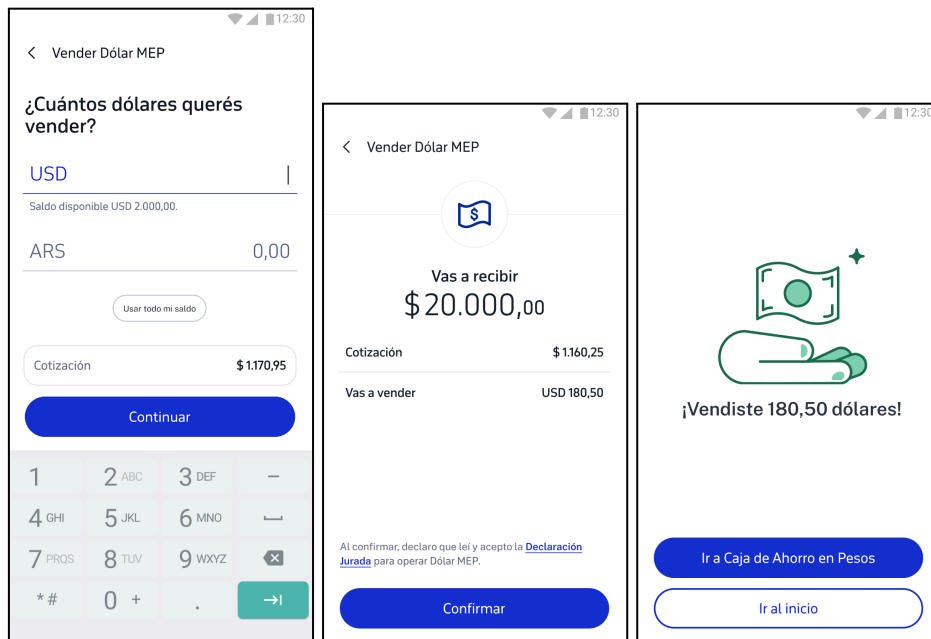 12:30
Vender Dólar MEP
¿Cuántos dólares querés
vender?
USD
Saldo disponible USD 2.000,00.
ARS 0,00
Usar todo mi saldo
Cotización $ 1.170,95
Continuar
1 2 ABC 3 DEF –
4 GHI 5 JKL 6 MNO
7 PRQS 8 TUV 9 WXYZ
* # 0 + .
12:30
Vender Dólar MEP
$
Vas a recibir
$ 20.000,00
Cotización $ 1.160,25
Vas a vender USD 180,50
Al confirmar, declaro que leí y acepto la Declaración
Jurada para operar Dólar MEP.
Confirmar
12:30
¡Vendiste 180,50 dólares!
Ir a Caja de Ahorro en Pesos
Ir al inicio